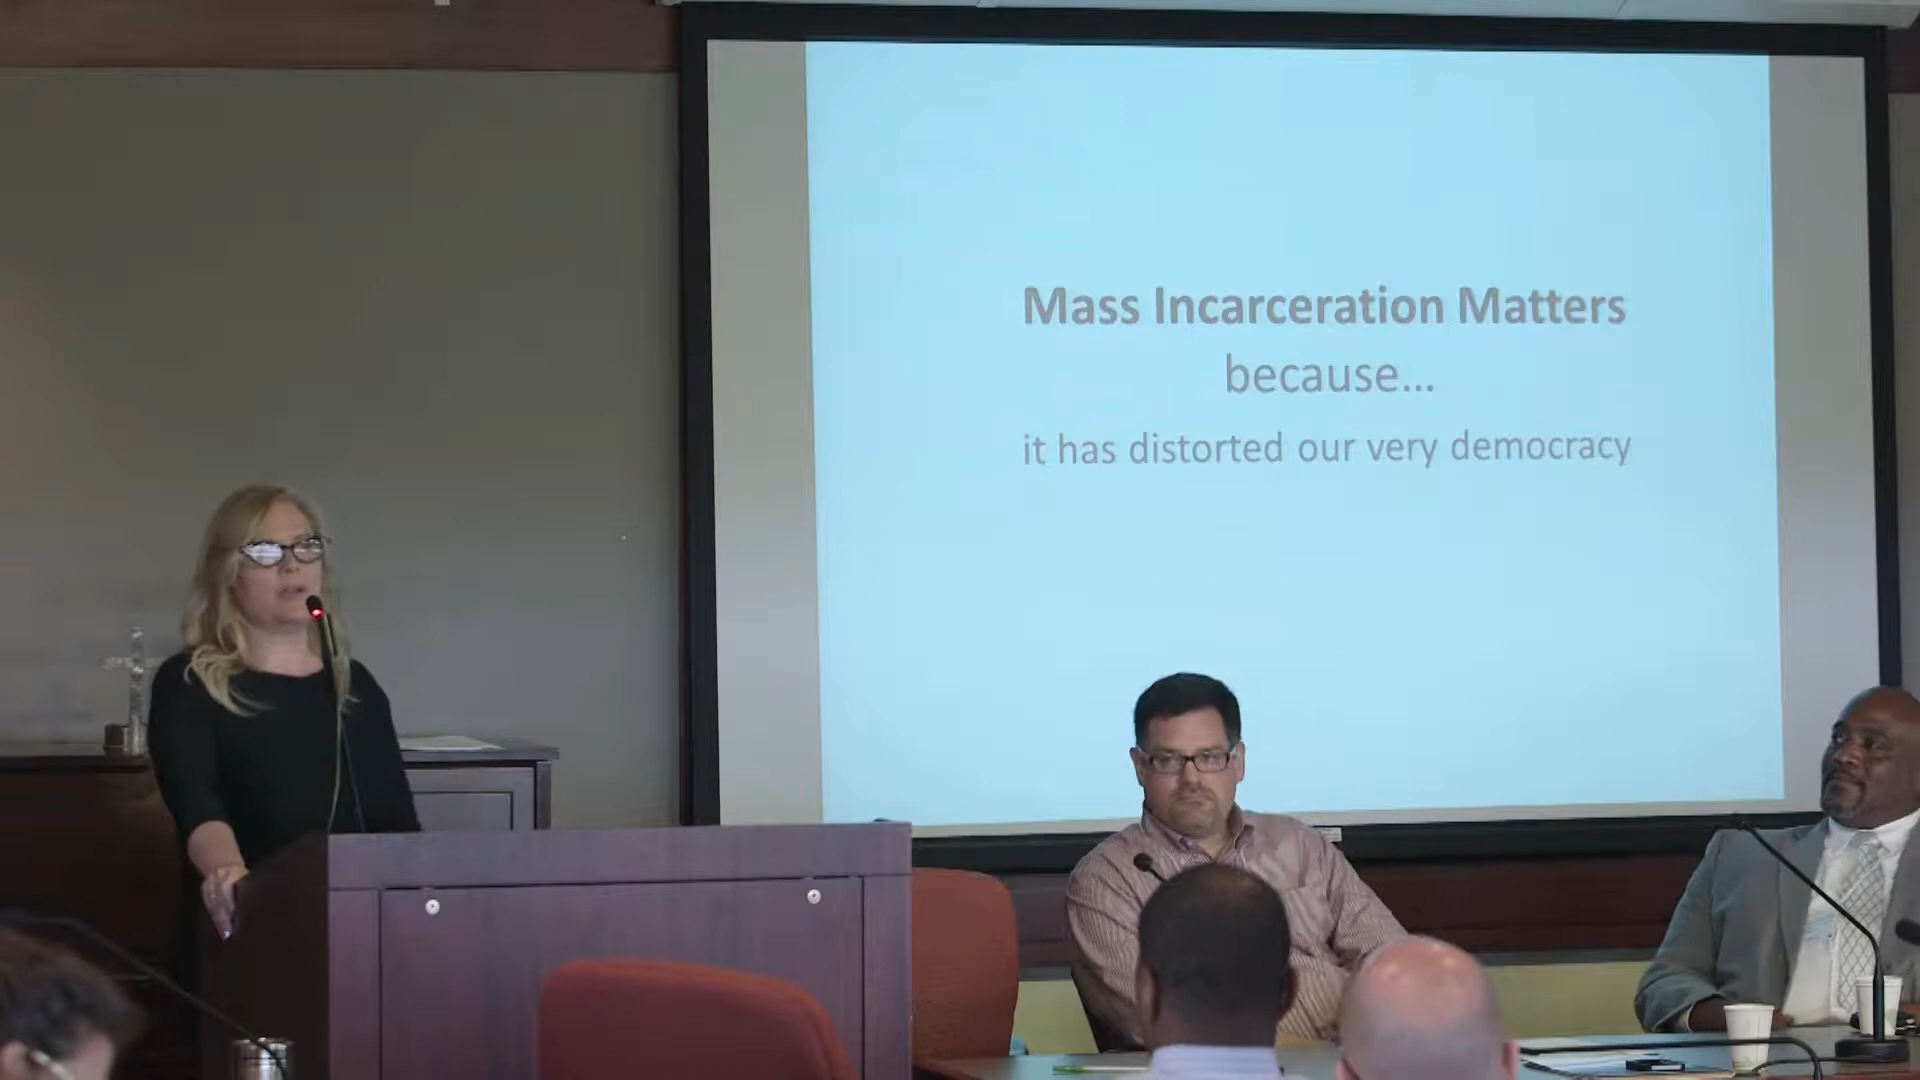 Mass Incarceration Matters
because...
it has distorted our very democracy